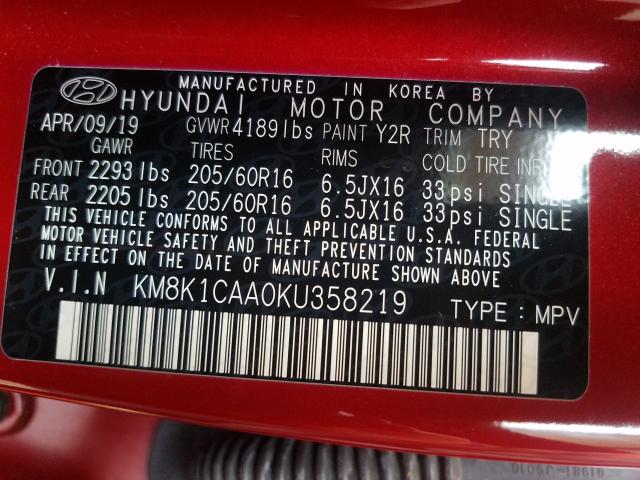 MANUFACTURED IN KOREA BY
HYUNDAI MOTOR COMPANY
APR/09/19 GVWR 4189 lbs PAINT Y2R TRIM TRY
GAWR TIRES RIMS COLD TIRE INF
FRONT 2293 lbs 205/60R16 6.5JX16 33psi SINGLE
REAR 2205 lbs 205/60R16 6.5JX16 33psi SINGLE
THIS VEHICLE CONFORMS TO ALL APPLICABLE U.S.A. FEDERAL
MOTOR VEHICLE SAFETY AND THEFT PREVENTION STANDARDS
IN EFFECT ON THE DATE OF MANUFACTURE SHOWN ABOVE.
V.I.N KM8K1CAA0KU358219 TYPE : MPV
91981-J9010